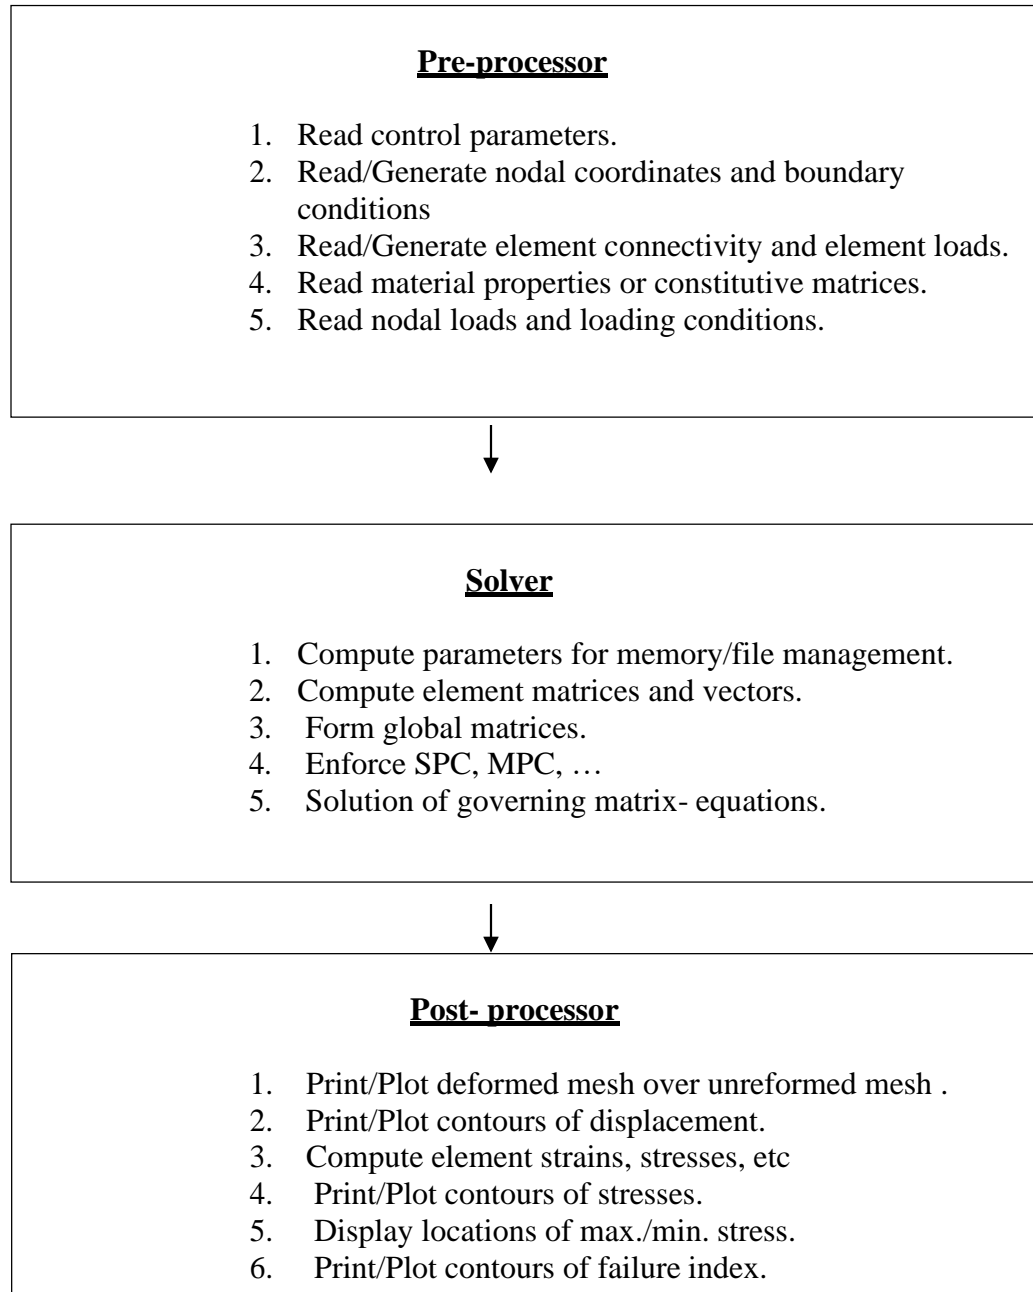 Pre-processor
1. Read control parameters.
2. Read/Generate nodal coordinates and boundary
conditions
3. Read/Generate element connectivity and element loads.
4. Read material properties or constitutive matrices.
5. Read nodal loads and loading conditions.
Solver
1. Compute parameters for memory/file management.
2. Compute element matrices and vectors.
3. Form global matrices.
4. Enforce SPC, MPC, …
5. Solution of governing matrix- equations.
Post- processor
1. Print/Plot deformed mesh over unreformed mesh .
2. Print/Plot contours of displacement.
3. Compute element strains, stresses, etc
4. Print/Plot contours of stresses.
5. Display locations of max./min. stress.
6. Print/Plot contours of failure index.